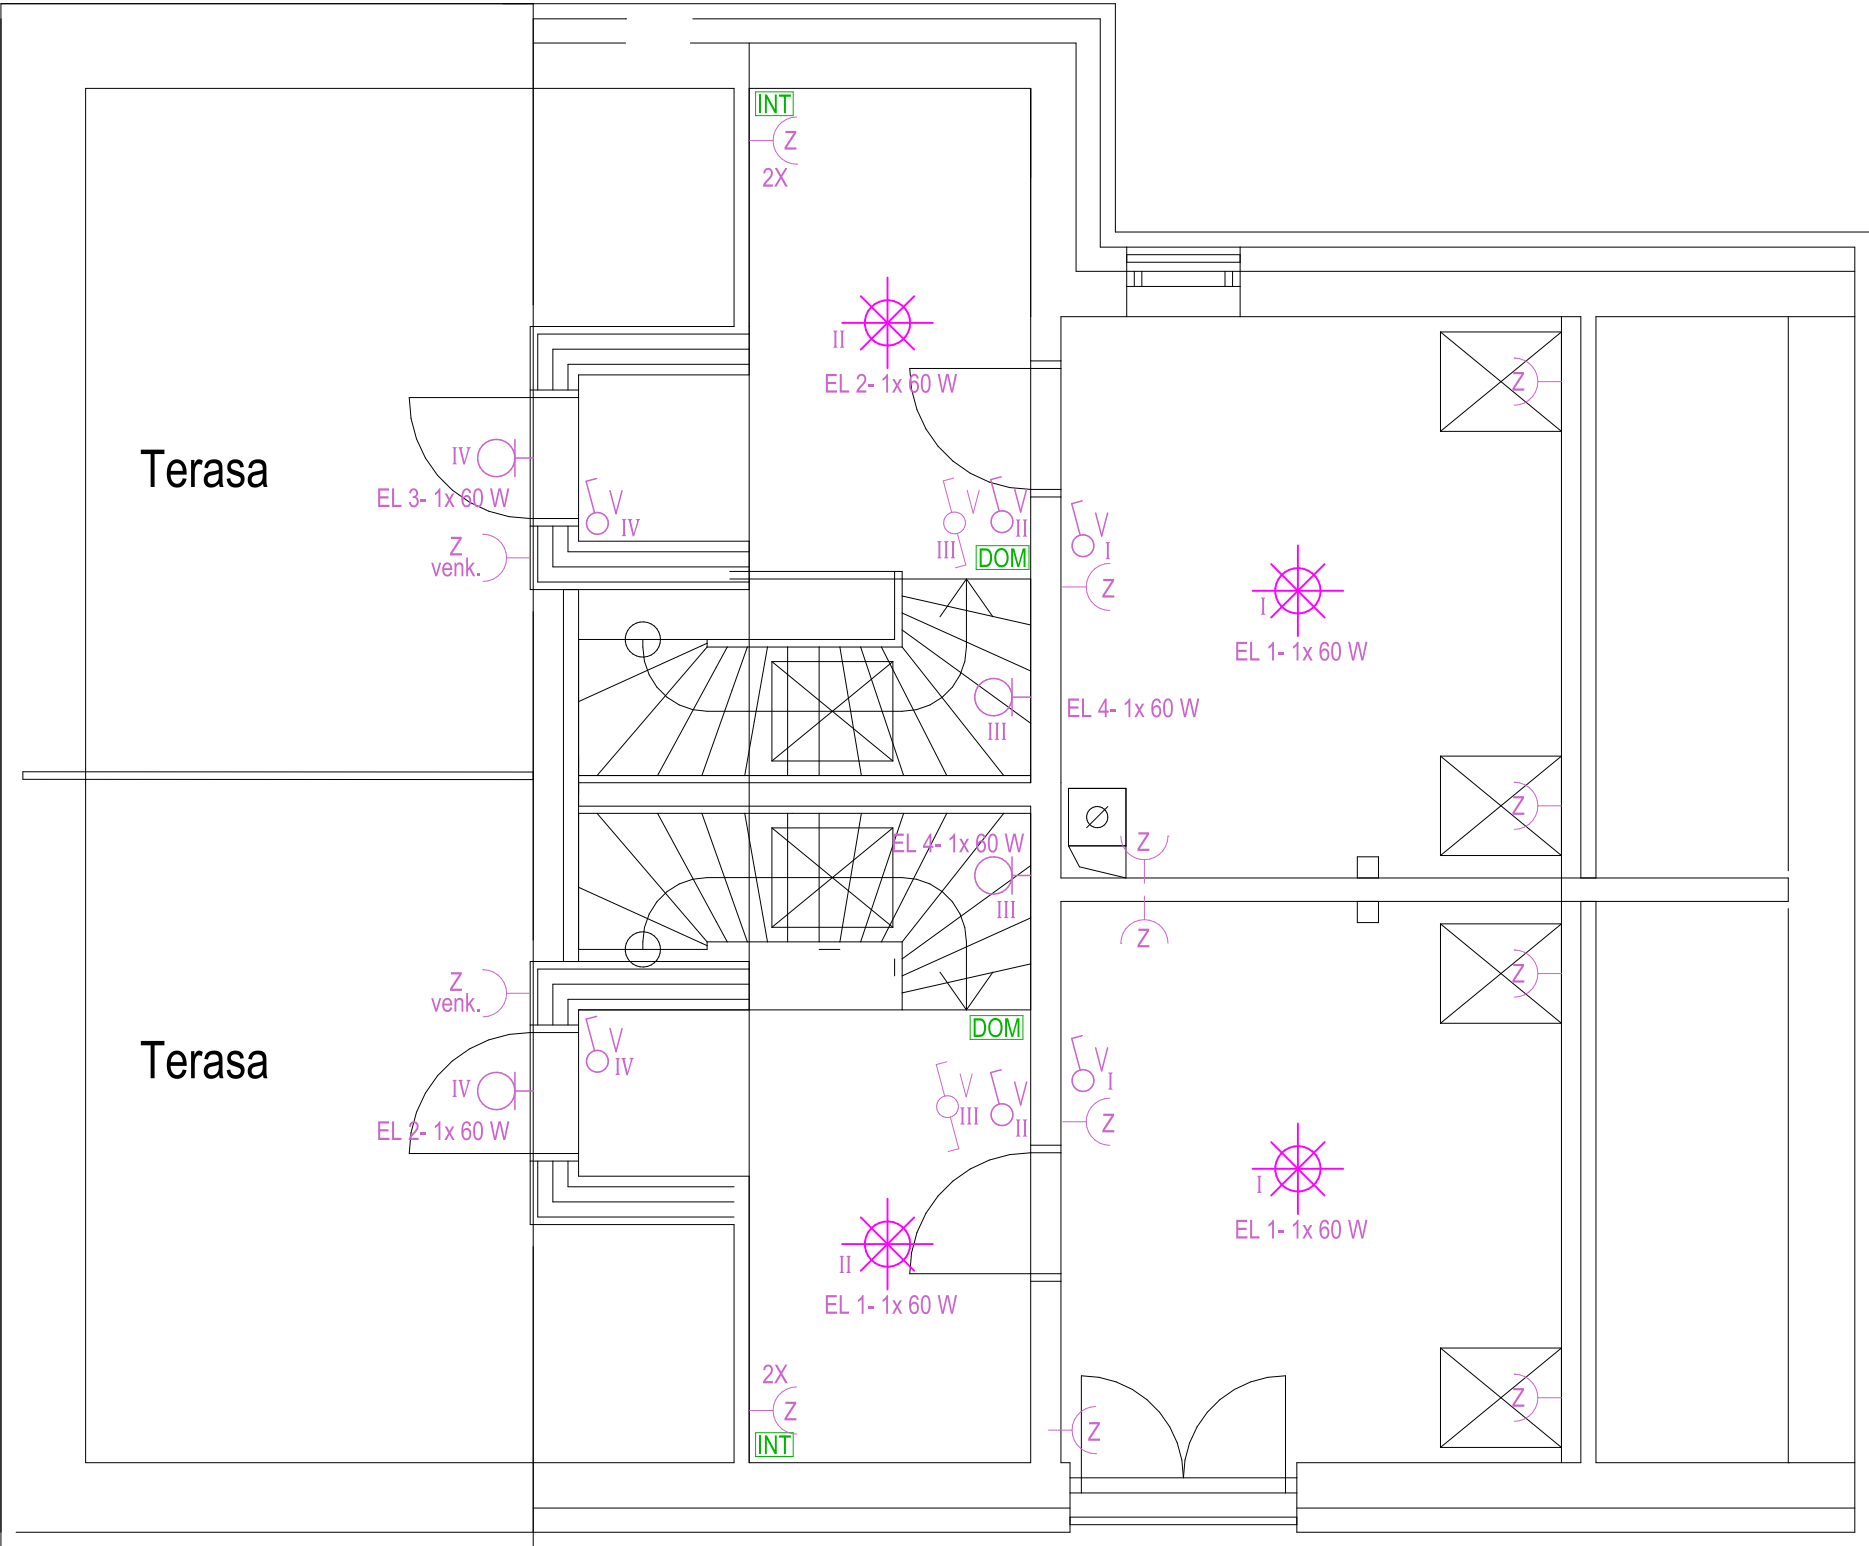 INT
Z
2X
II
EL 2- 1x 60 W
Z
Terasa
IV
EL 3- 1x 60 W
V
IV
V
III
V
II
V
I
Z
venk.
DOM
Z
I
EL 1- 1x 60 W
III
EL 4- 1x 60 W
Z
Z
EL 4- 1x 60 W
III
Z
Z
Z
venk.
DOM
Terasa
IV
EL 2- 1x 60 W
V
IV
V
III
V
II
V
I
Z
I
EL 1- 1x 60 W
II
EL 1- 1x 60 W
2X
Z
INT
Z
Z